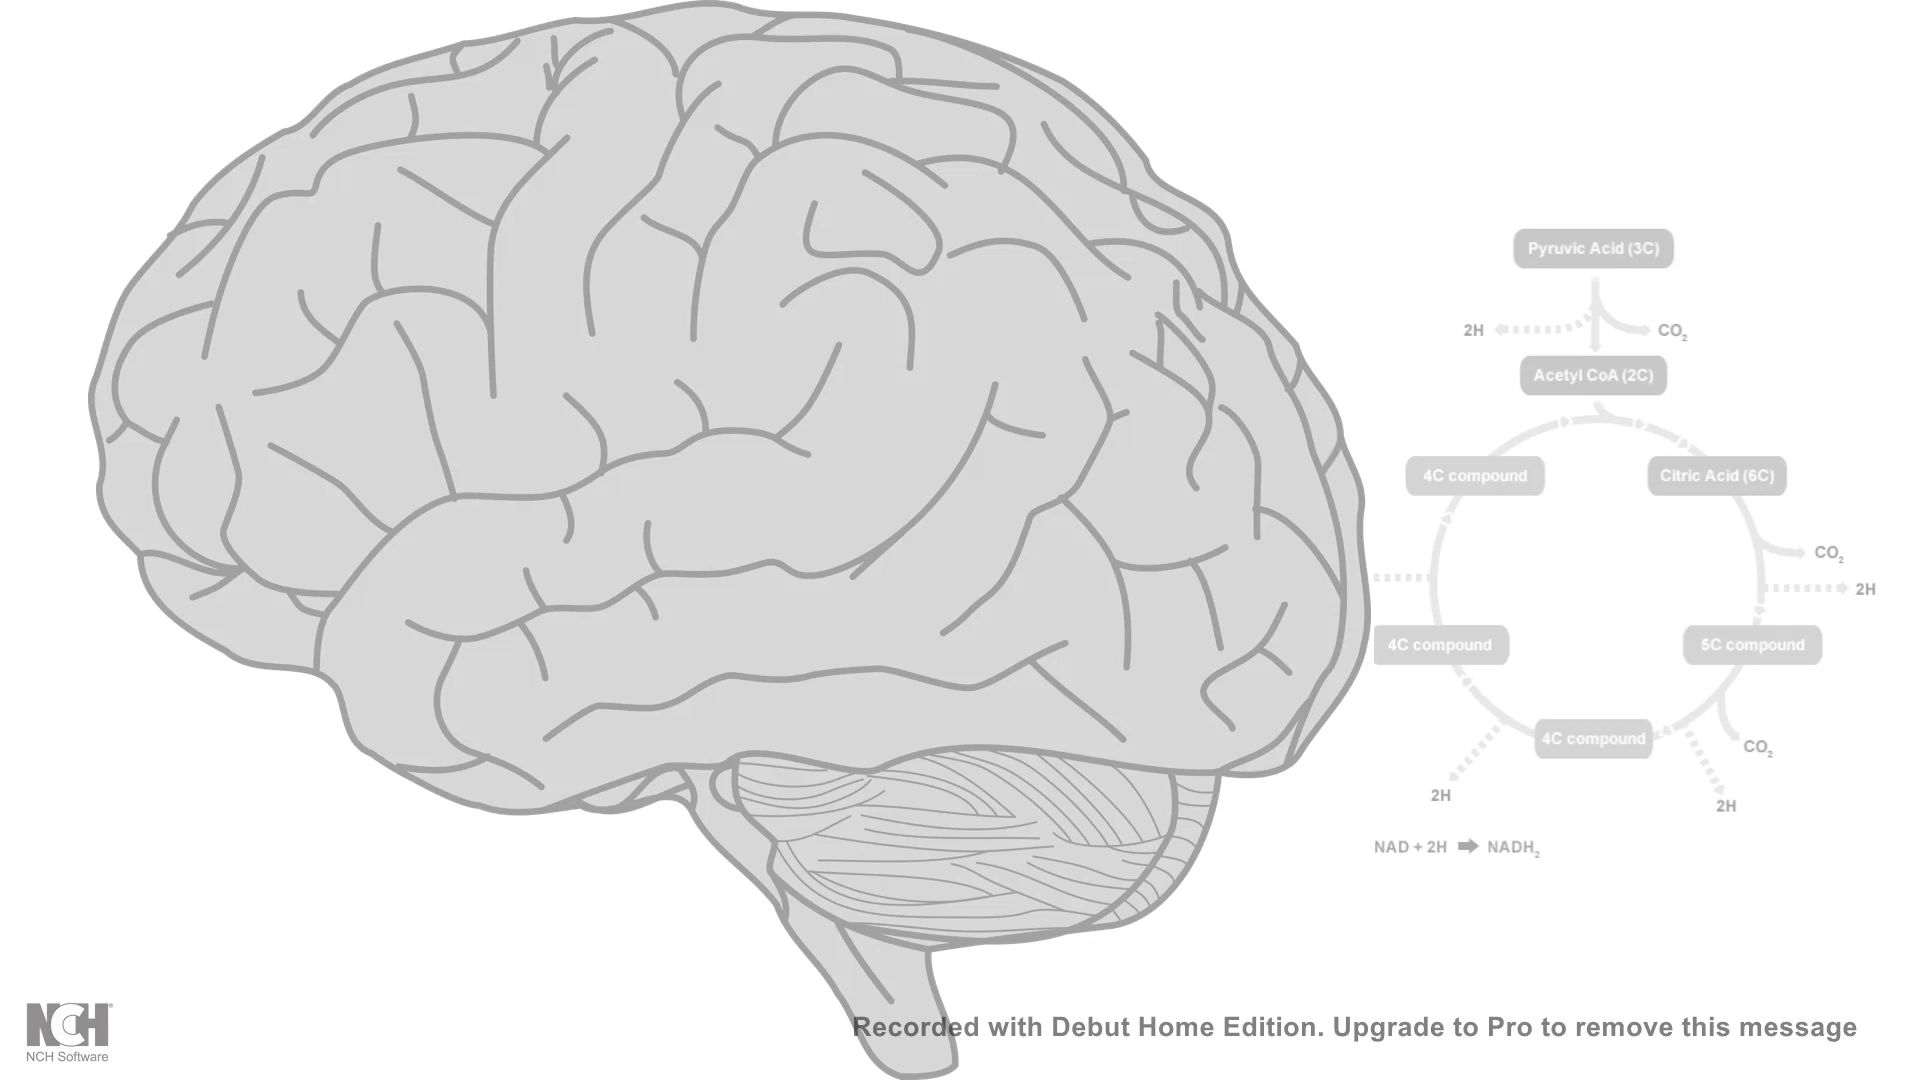 Pyruvic Acid (3C)
2H
CO₂
Acetyl CoA (2C)
4C compound
Citric Acid (6C)
CO₂
2H
4C compound
5C compound
4C compound
CO₂
2H
2H
NAD + 2H ➡ NADH₂
NCH®
NCH Software
Recorded with Debut Home Edition. Upgrade to Pro to remove this message